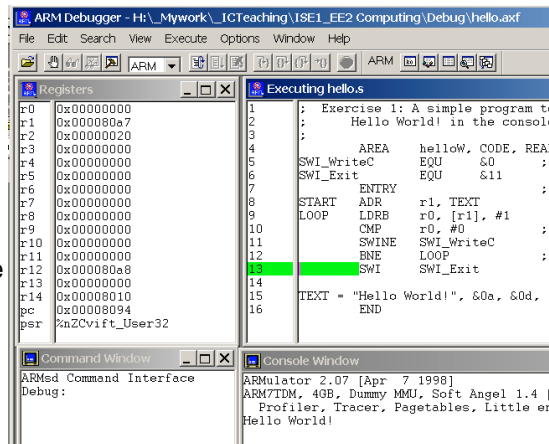 ARM Debugger - H:\_Mywork\_ICTeaching\ISE1_EE2 Computing\Debug\hello.axf
File Edit Search View Execute Options Window Help
ARM ARM
Registers
r0 0x00000000
r1 0x000080a7
r2 0x00000020
r3 0x00000000
r4 0x00000000
r5 0x00000000
r6 0x00000000
r7 0x00000000
r8 0x00000000
r9 0x00000000
r10 0x00000000
r11 0x00000000
r12 0x000080a8
r13 0x00000000
r14 0x00008010
pc 0x00008094
psr %nZCvift_User32
Executing hello.s
1 ; Exercise 1: A simple program to
2 ; Hello World! in the consol
3 ;
4 AREA helloW, CODE, REA
5 SWI_WriteC EQU &0 ;
6 SWI_Exit EQU &11
7 ENTRY ;
8 START ADR r1, TEXT
9 LOOP LDRB r0, [r1], #1
10 CMP r0, #0 ;
11 SWINE SWI_WriteC
12 BNE LOOP ;
13 SWI SWI_Exit
14
15 TEXT = "Hello World!", &0a, &0d,
16 END
Command Window
ARMsd Command Interface
Debug:
Console Window
ARMulator 2.07 [Apr 7 1998]
ARM7TDM, 4GB, Dummy MMU, Soft Angel 1.4 [
Profiler, Tracer, Pagetables, Little en
Hello World!
e